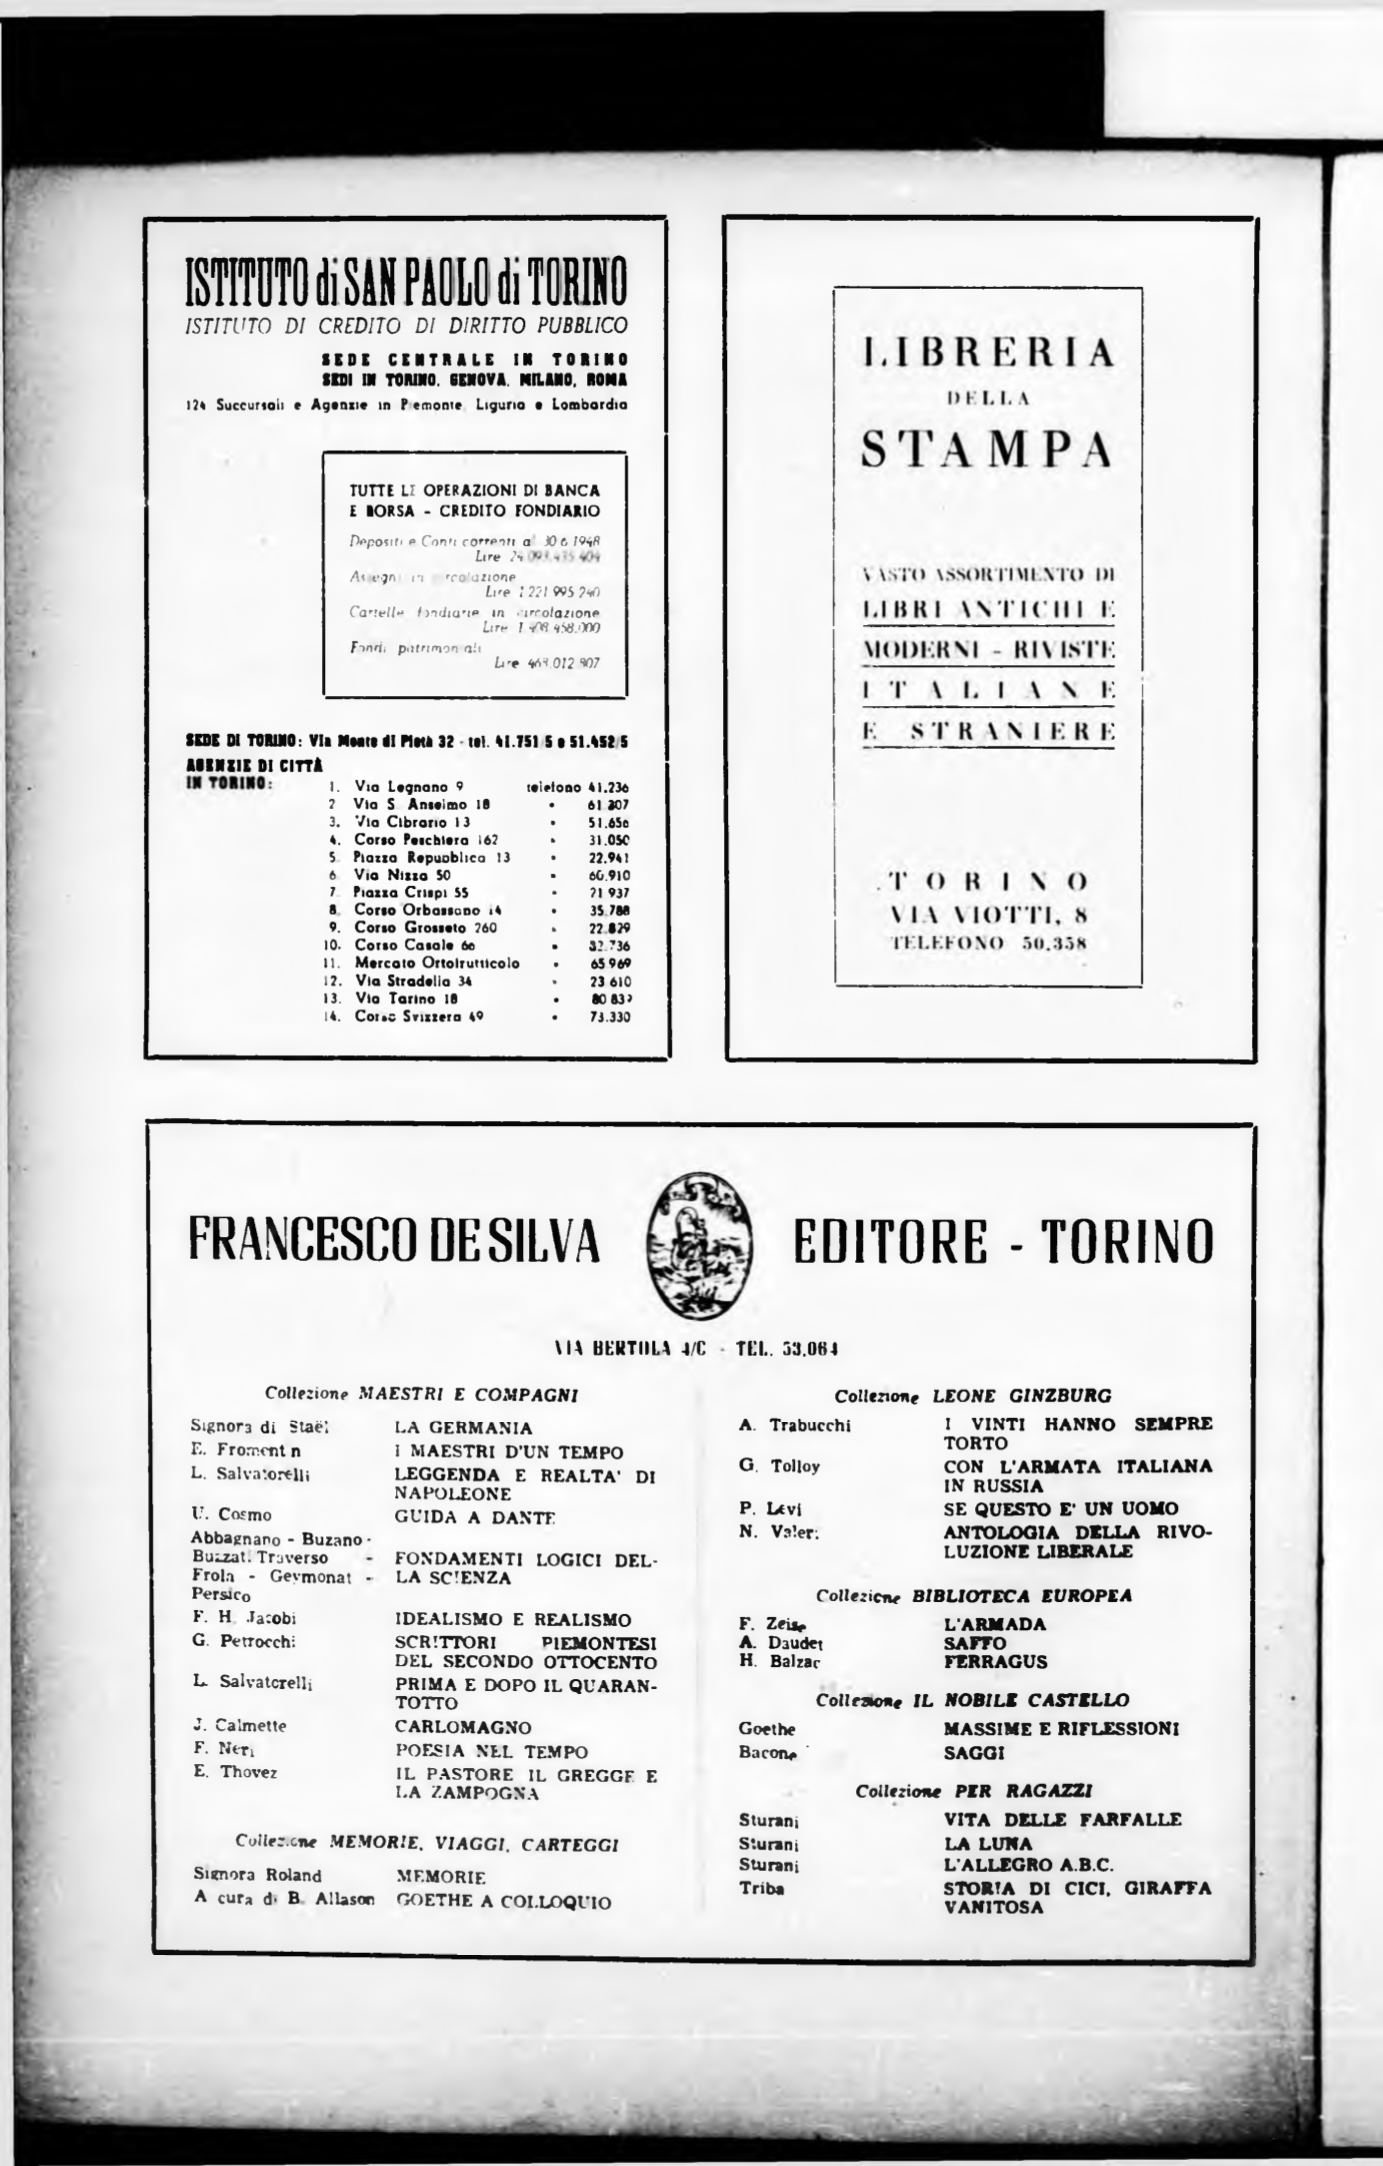 ISTITUTO di SAN PAOLO di TORINO
ISTITUTO DI CREDITO DI DIRITTO PUBBLICO
SEDE CENTRALE IN TORINO
SEDI IN TORINO, GENOVA, MILANO, ROMA
124 Succursali e Agenzie in Piemonte, Liguria e Lombardia
TUTTE LE OPERAZIONI DI BANCA
E BORSA - CREDITO FONDIARIO
Depositi e Conti correnti al 30 6 1948
Lire
Assegni in circolazione
Lire 1 221 995 240
Cartelle fondiarie in circolazione
Lire 1.408.458.000
Fondi patrimoniali
Lire 468.012.807
SEDE DI TORINO: Via Monte di Pietà 32 - tel. 41.751/5 e 51.452/5
AGENZIE DI CITTÀ
IN TORINO:
1. Via Legnano 9 telefono 41.236
2 Via S. Anselmo 18 » 61.307
3. Via Cibrario 13 » 51.656
4. Corso Peschiera 162 » 31.050
5. Piazza Repubblica 13 » 22.941
6 Via Nizza 50 » 60.910
7. Piazza Crispi 55 » 21 937
8. Corso Orbassano 14 » 35.788
9. Corso Grosseto 260 » 22.829
10. Corso Casale 66 » 32.736
11. Mercato Ortofrutticolo » 65 969
12. Via Stradella 34 » 23 610
13. Via Tarino 18 »
14. Corso Svizzera 49 » 73.330
LIBRERIA
DELLA
STAMPA
VASTO ASSORTIMENTO DI
LIBRI ANTICHI E
MODERNI - RIVISTE
ITALIANE
E STRANIERE
TORINO
VIA VIOTTI, 8
TELEFONO 50.358
FRANCESCO DE SILVA EDITORE - TORINO
VIA BERTOLA 4/C - TEL. 53.064
Collezione MAESTRI E COMPAGNI
Signora di Staël LA GERMANIA
E. Fromentin I MAESTRI D'UN TEMPO
L. Salvatorelli LEGGENDA E REALTA' DI
NAPOLEONE
U. Cosmo GUIDA A DANTE
Abbagnano - Buzano -
Buzzati Traverso - FONDAMENTI LOGICI DEL-
Frola - Geymonat - LA SCIENZA
Persico
F. H. Jacobi IDEALISMO E REALISMO
G. Petrocchi SCRITTORI PIEMONTESI
DEL SECONDO OTTOCENTO
L. Salvatorelli PRIMA E DOPO IL QUARAN-
TOTTO
J. Calmette CARLOMAGNO
F. Neri POESIA NEL TEMPO
E. Thovez IL PASTORE IL GREGGE E
LA ZAMPOGNA
Collezione MEMORIE, VIAGGI, CARTEGGI
Signora Roland MEMORIE
A cura di B. Allason GOETHE A COLLOQUIO
Collezione LEONE GINZBURG
A. Trabucchi I VINTI HANNO SEMPRE
TORTO
G. Tolloy CON L'ARMATA ITALIANA
IN RUSSIA
P. Levi SE QUESTO E' UN UOMO
N. Valeri ANTOLOGIA DELLA RIVO-
LUZIONE LIBERALE
Collezione BIBLIOTECA EUROPEA
F. Zeise L'ARMADA
A. Daudet SAFFO
H. Balzac FERRAGUS
Collezione IL NOBILE CASTELLO
Goethe MASSIME E RIFLESSIONI
Bacone SAGGI
Collezione PER RAGAZZI
Sturani VITA DELLE FARFALLE
Sturani LA LUNA
Sturani L'ALLEGRO A.B.C.
Triba STORIA DI CICI, GIRAFFA
VANITOSA